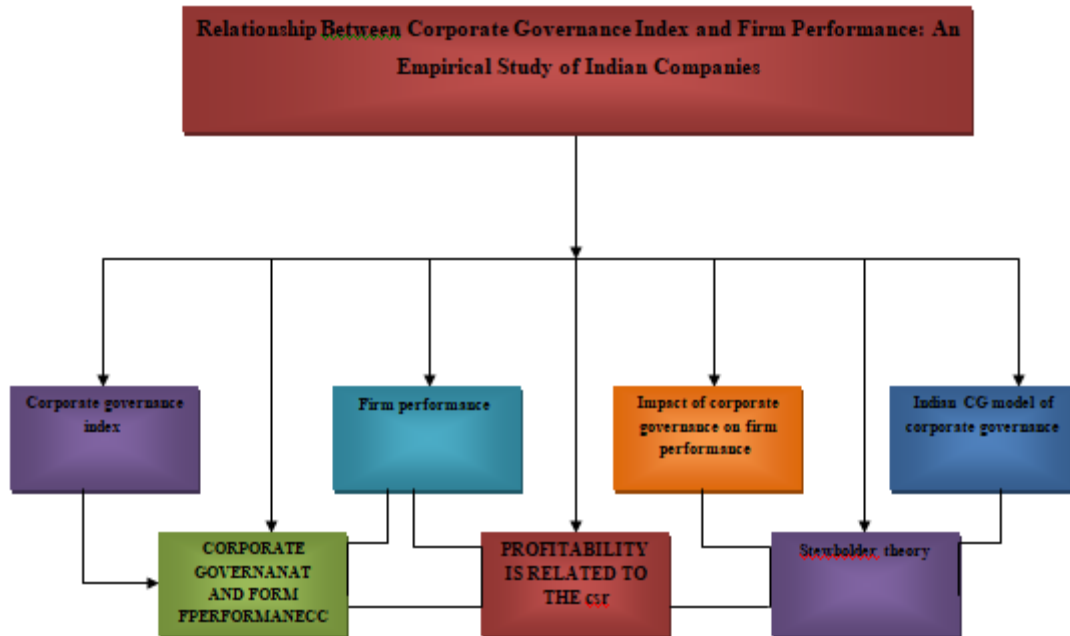 Relationship Between Corporate Governance Index and Firm Performance: An
Empirical Study of Indian Companies
Corporate governance
index
Firm performance
Impact of corporate
governance on firm
performance
Indian CG model of
corporate governance
CORPORATE
GOVERNANAT
AND FORM
FPERFORMANECC
PROFITABILITY
IS RELATED TO
THE csr
Stewholder theory